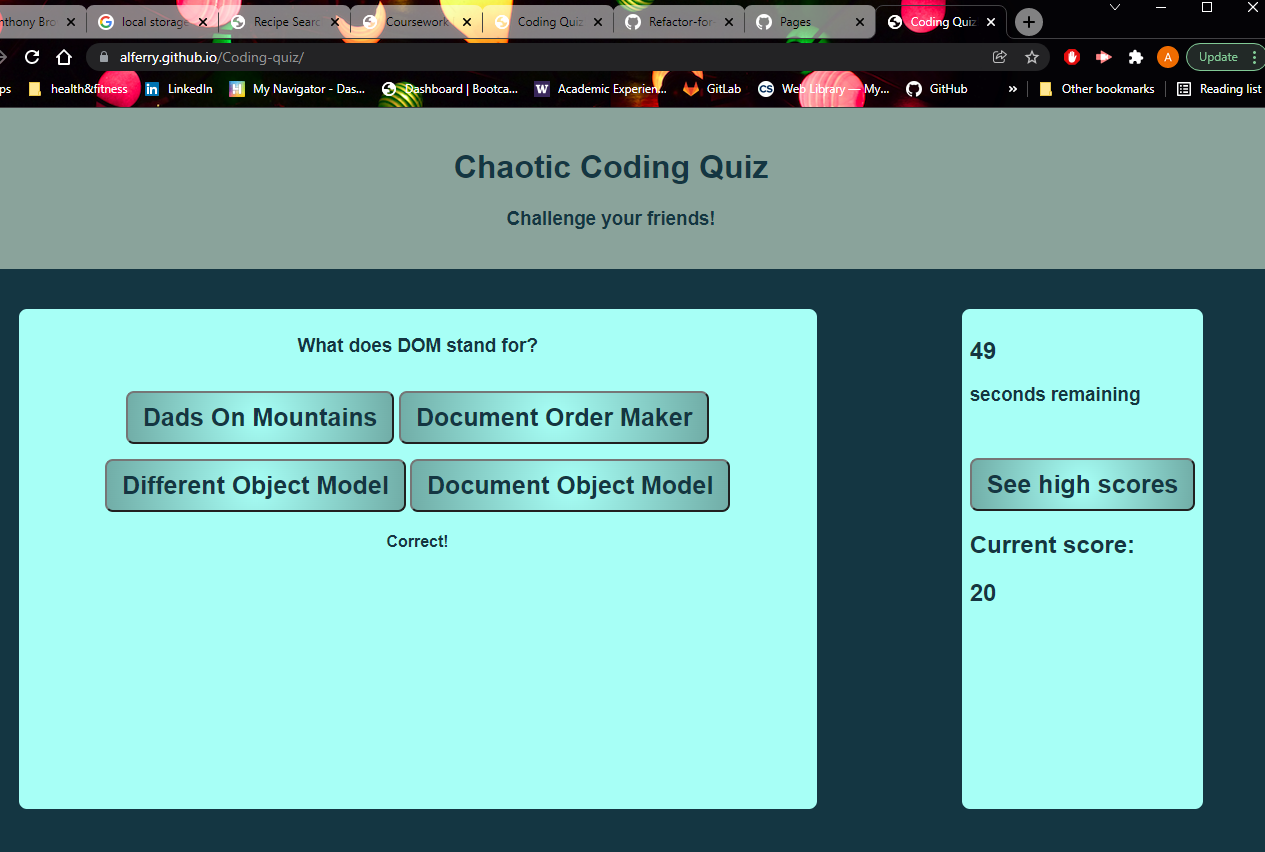 nthony Bro local storage Recipe Searc Coursework Coding Quiz Refactor-for- Pages Coding Quiz
alferry.github.io/Coding-quiz/ A Update
ps health&fitness LinkedIn My Navigator - Das... Dashboard | Bootca... W Academic Experien... GitLab CS Web Library — My... GitHub » Other bookmarks Reading list
Chaotic Coding Quiz
Challenge your friends!
What does DOM stand for?
Dads On Mountains Document Order Maker
Different Object Model Document Object Model
Correct!
49
seconds remaining
See high scores
Current score:
20